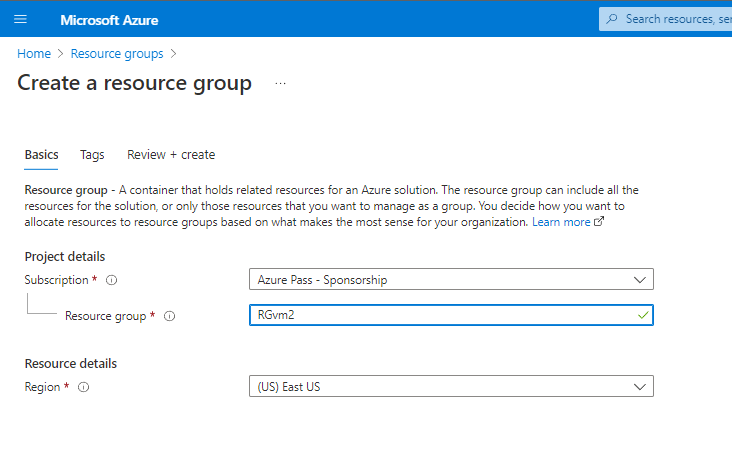 Microsoft Azure
Search resources, ser
Home > Resource groups >
Create a resource group ...
Basics Tags Review + create
Resource group - A container that holds related resources for an Azure solution. The resource group can include all the
resources for the solution, or only those resources that you want to manage as a group. You decide how you want to
allocate resources to resource groups based on what makes the most sense for your organization. Learn more
Project details
Subscription * Azure Pass - Sponsorship
Resource group * RGvm2
Resource details
Region * (US) East US